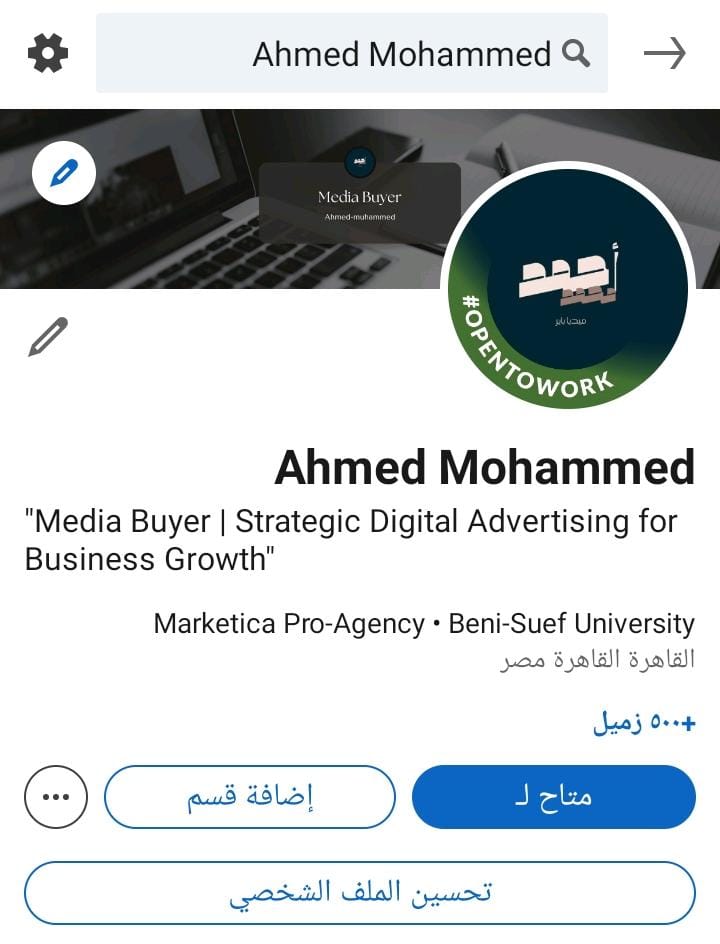 Ahmed Mohammed
Media Buyer
Ahmed-muhammed
أحمد
محمد
ميديا باير
#OPENTOWORK
Ahmed Mohammed
"Media Buyer | Strategic Digital Advertising for
Business Growth"
Marketica Pro-Agency • Beni-Suef University
القاهرة القاهرة مصر
+٥٠٠ زميل
متاح لـ
إضافة قسم
تحسين الملف الشخصي